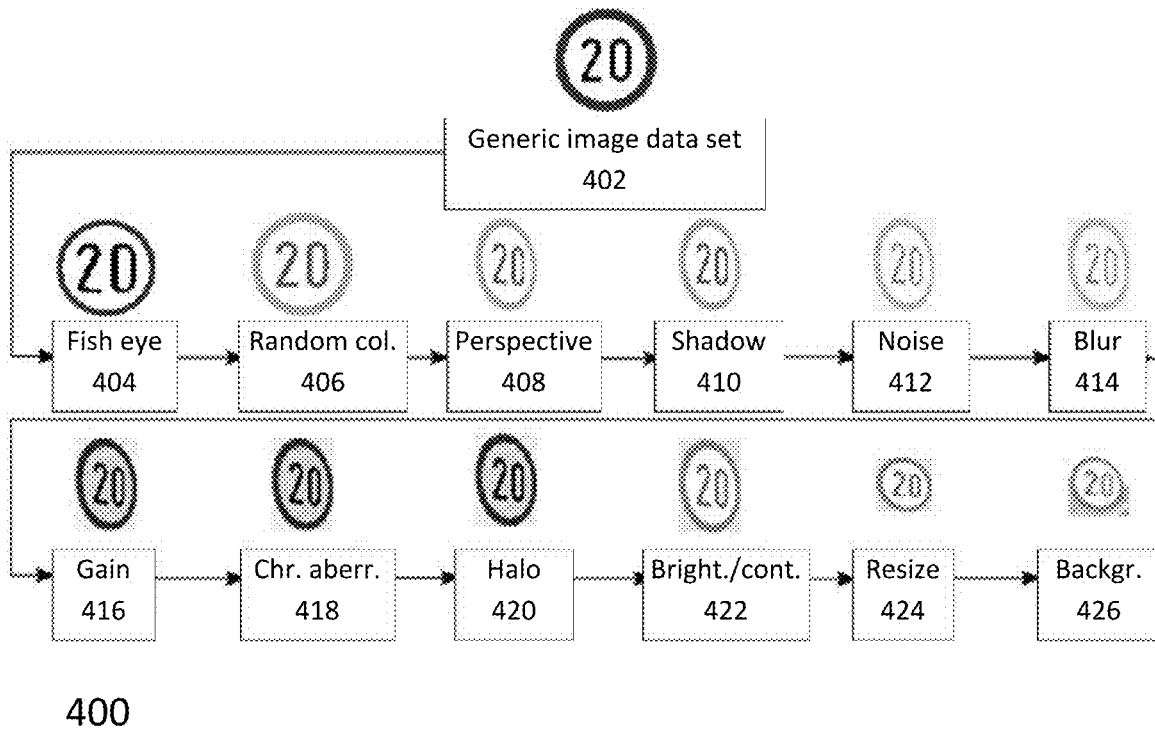 20
Generic image data set
402
20 20 20 20 20 20
Fish eye Random col. Perspective Shadow Noise Blur
404 406 408 410 412 414
20 20 20 20 20 20
Gain Chr. aberr. Halo Bright./cont. Resize Backgr.
416 418 420 422 424 426
400